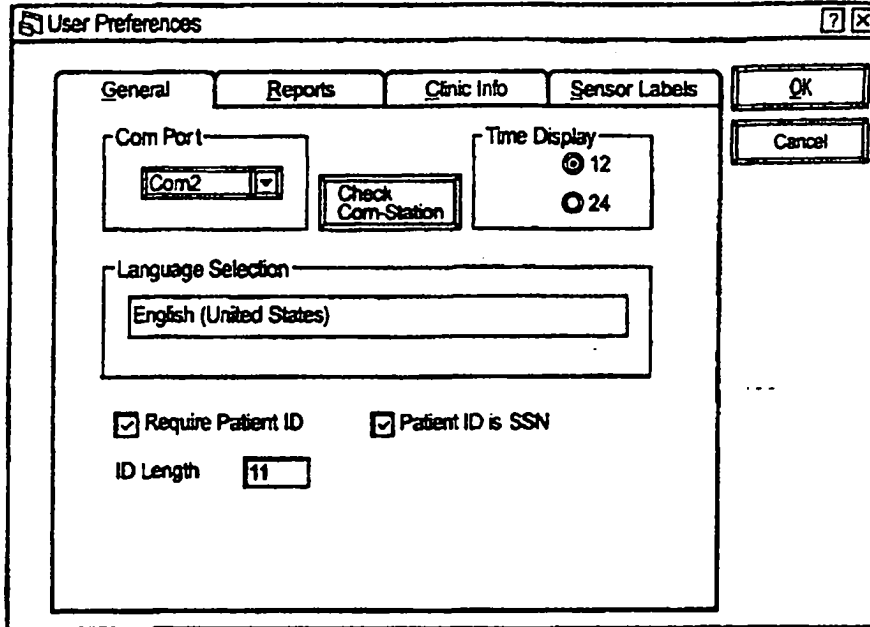 User Preferences
General Reports Clinic Info Sensor Labels
OK
Cancel
Com Port
Com2
Check
Com-Station
Time Display
12
24
Language Selection
English (United States)
Require Patient ID
Patient ID is SSN
ID Length 11